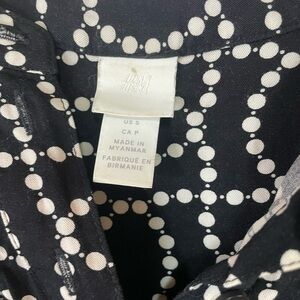 US S
CA P
MADE IN
MYANMAR
FABRIQUÉ EN
BIRMANIE